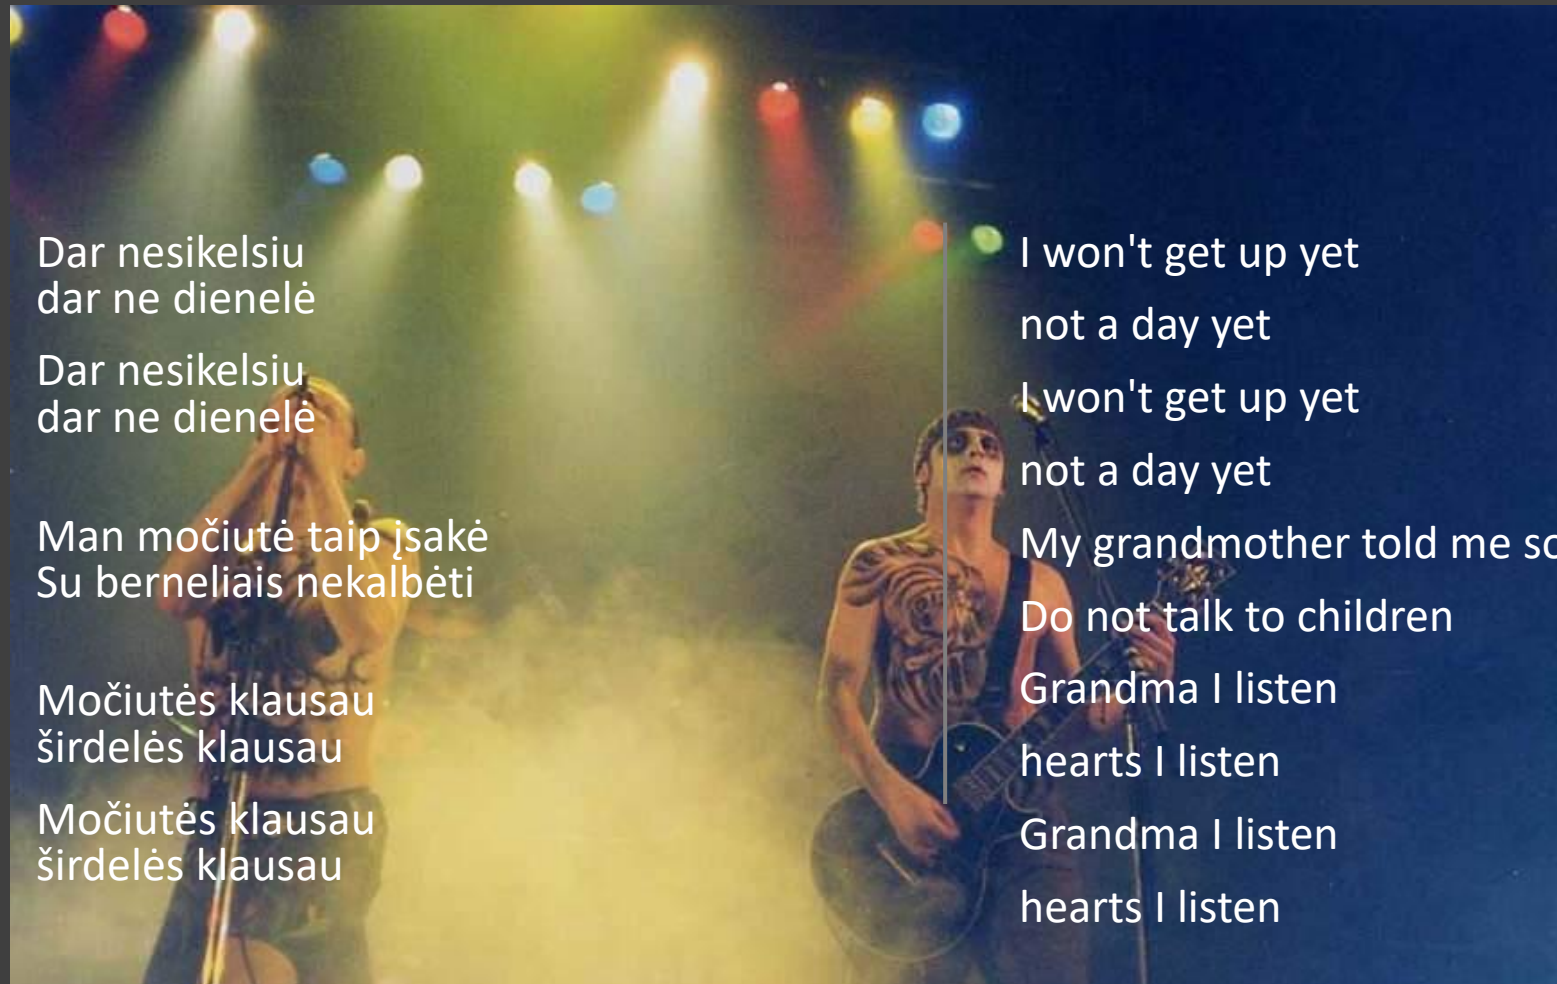 Dar nesikelsiu
dar ne dienelė
Dar nesikelsiu
dar ne dienelė
Man močiutė taip įsakė
Su berneliais nekalbėti
Močiutės klausau
širdelės klausau
Močiutės klausau
širdelės klausau
I won't get up yet
not a day yet
I won't get up yet
not a day yet
My grandmother told me so
Do not talk to children
Grandma I listen
hearts I listen
Grandma I listen
hearts I listen